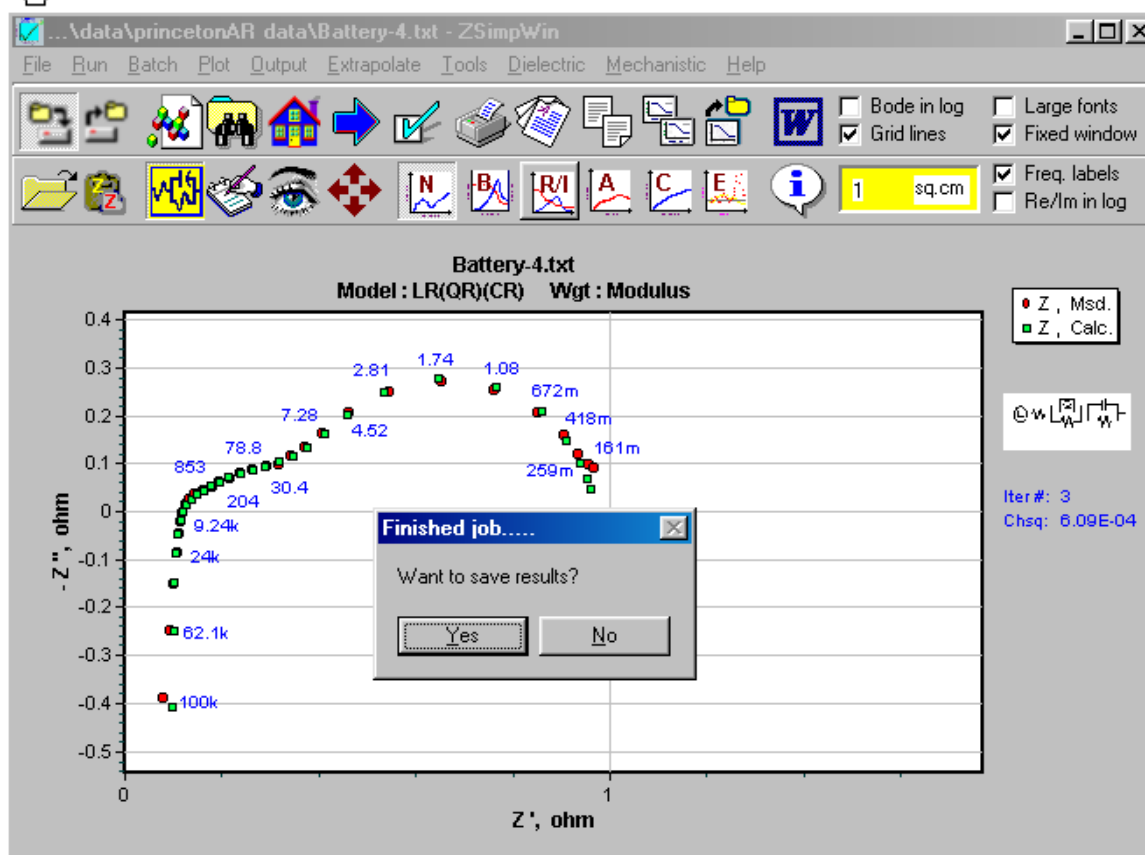 ...\data\princetonAR data\Battery-4.txt - ZSimpWin
File Run Batch Plot Output Extrapolate Tools Dielectric Mechanistic Help
W Bode in log Large fonts
Grid lines Fixed window
Z N B R/I A C E i 1 sq.cm Freq. labels
Re/Im in log
Battery-4.txt
Model : LR(QR)(CR) Wgt : Modulus
Z , Msd.
Z , Calc.
0.4
0.3
0.2
0.1
0
-0.1
-0.2
-0.3
-0.4
-0.5
- Z'', ohm
2.81 1.74 1.08
672m
7.28 418m
4.52
78.8 161m
853 259m
30.4
204
9.24k
24k
62.1k
100k
Iter#: 3
Chsq: 6.09E-04
Finished job.....
Want to save results?
Yes No
0 1
Z ', ohm